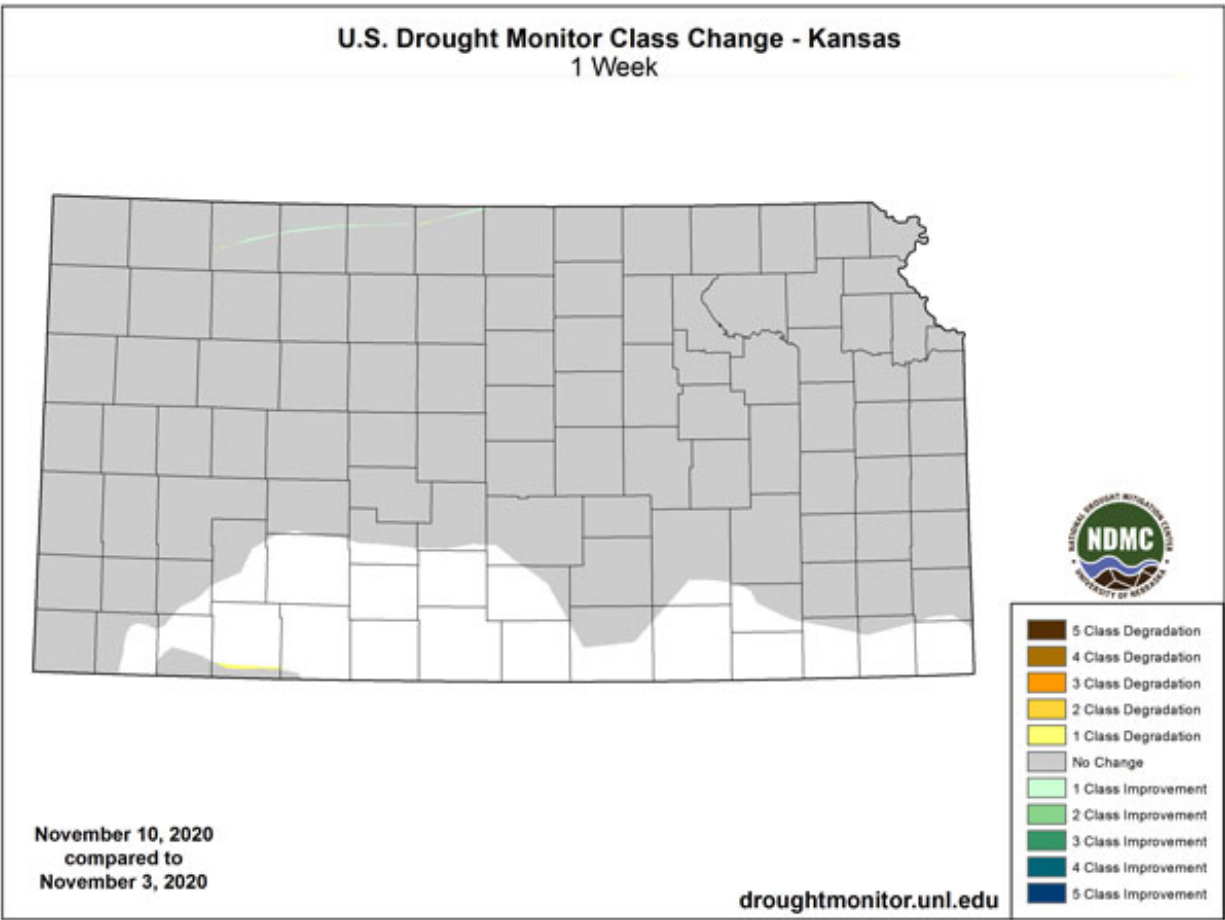 U.S. Drought Monitor Class Change - Kansas
1 Week
NATIONAL DROUGHT MITIGATION CENTER
NDMC
UNIVERSITY OF NEBRASKA
5 Class Degradation
4 Class Degradation
3 Class Degradation
2 Class Degradation
1 Class Degradation
No Change
1 Class Improvement
2 Class Improvement
3 Class Improvement
4 Class Improvement
5 Class Improvement
November 10, 2020
compared to
November 3, 2020
droughtmonitor.unl.edu